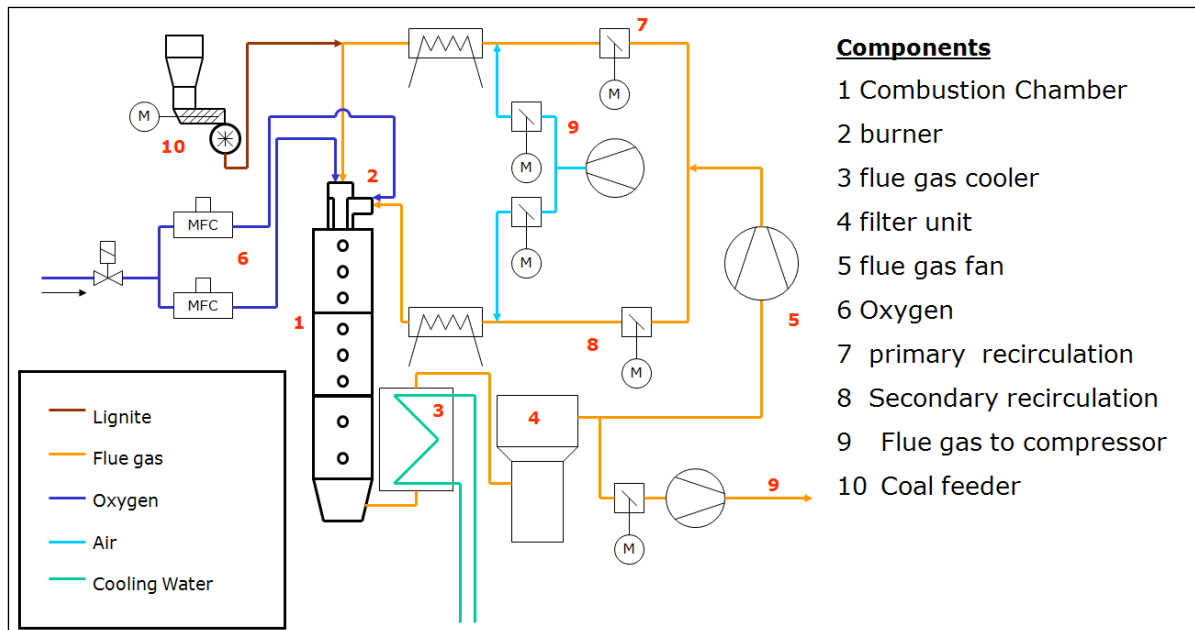 7
Components
1 Combustion Chamber
2 burner
3 flue gas cooler
4 filter unit
5 flue gas fan
6 Oxygen
7 primary recirculation
8 Secondary recirculation
9 Flue gas to compressor
10 Coal feeder
M
10
M
9
M
2
MFC
6
MFC
M
1
8
5
M
3
4
9
M
Lignite
Flue gas
Oxygen
Air
Cooling Water